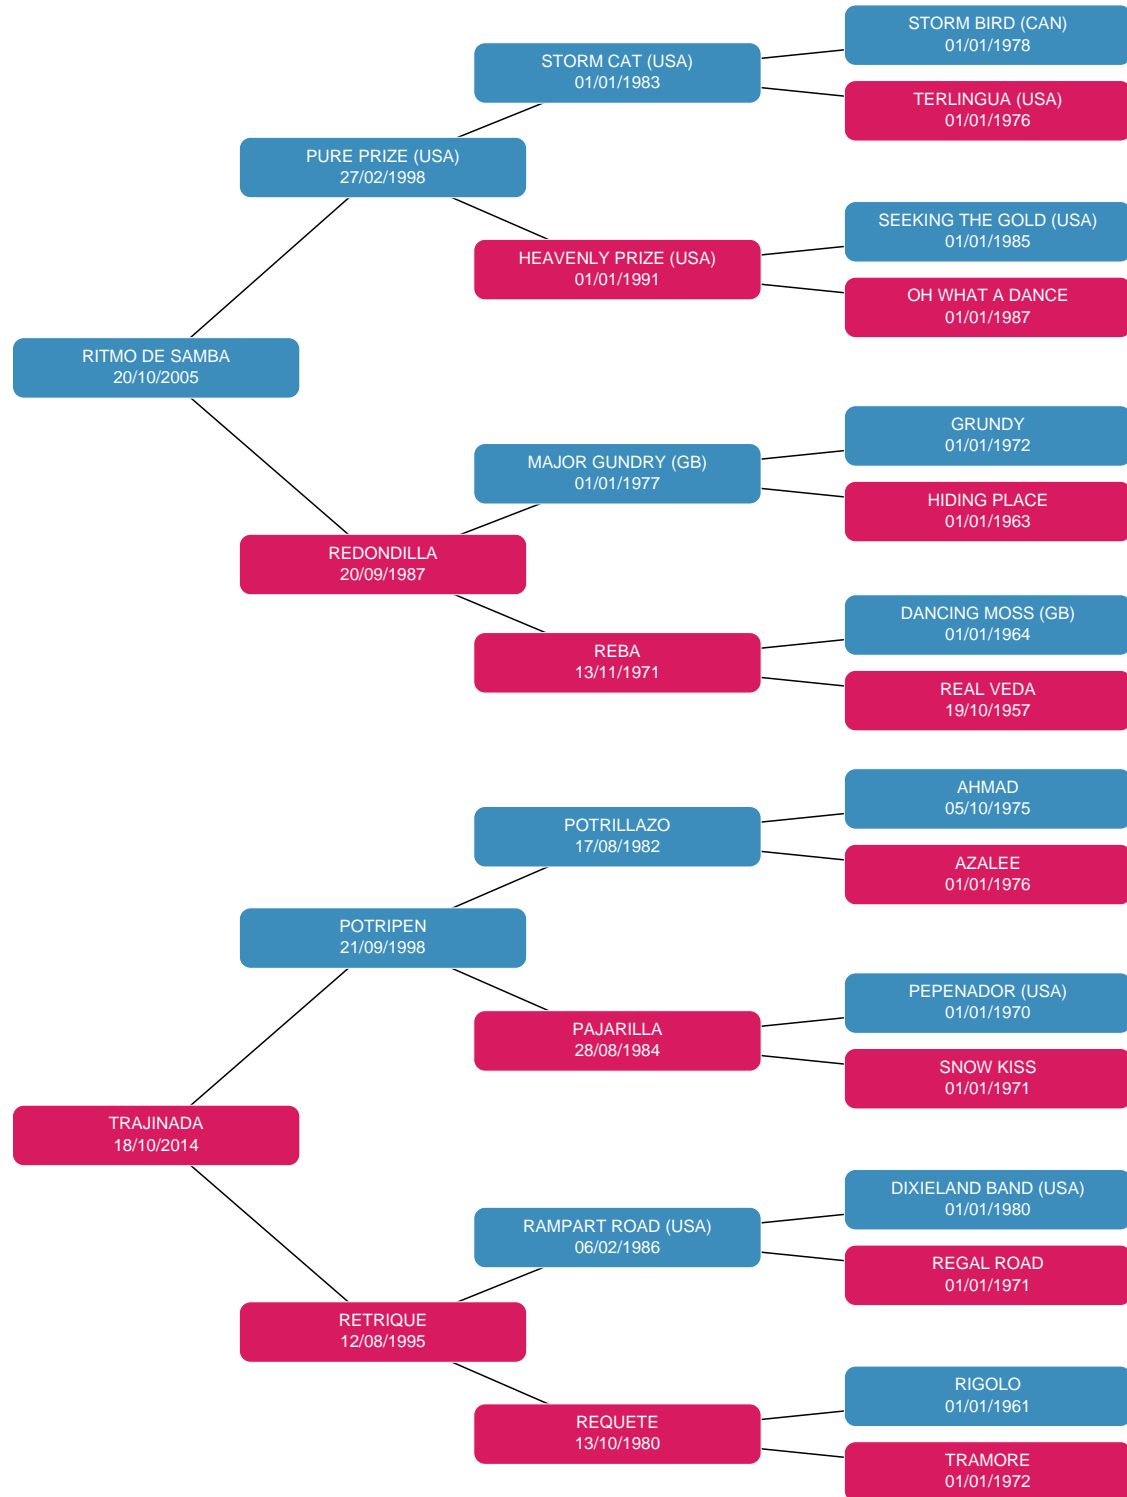 STORM BIRD (CAN)
01/01/1978
STORM CAT (USA)
01/01/1983
TERLINGUA (USA)
01/01/1976
PURE PRIZE (USA)
27/02/1998
SEEKING THE GOLD (USA)
01/01/1985
HEAVENLY PRIZE (USA)
01/01/1991
OH WHAT A DANCE
01/01/1987
RITMO DE SAMBA
20/10/2005
GRUNDY
01/01/1972
MAJOR GUNDRY (GB)
01/01/1977
HIDING PLACE
01/01/1963
REDONDILLA
20/09/1987
DANCING MOSS (GB)
01/01/1964
REBA
13/11/1971
REAL VEDA
19/10/1957
AHMAD
05/10/1975
POTRILLAZO
17/08/1982
AZALEE
01/01/1976
POTRIPEN
21/09/1998
PEPENADOR (USA)
01/01/1970
PAJARILLA
28/08/1984
SNOW KISS
01/01/1971
TRAJINADA
18/10/2014
DIXIELAND BAND (USA)
01/01/1980
RAMPART ROAD (USA)
06/02/1986
REGAL ROAD
01/01/1971
RETRIQUE
12/08/1995
RIGOLO
01/01/1961
REQUETE
13/10/1980
TRAMORE
01/01/1972